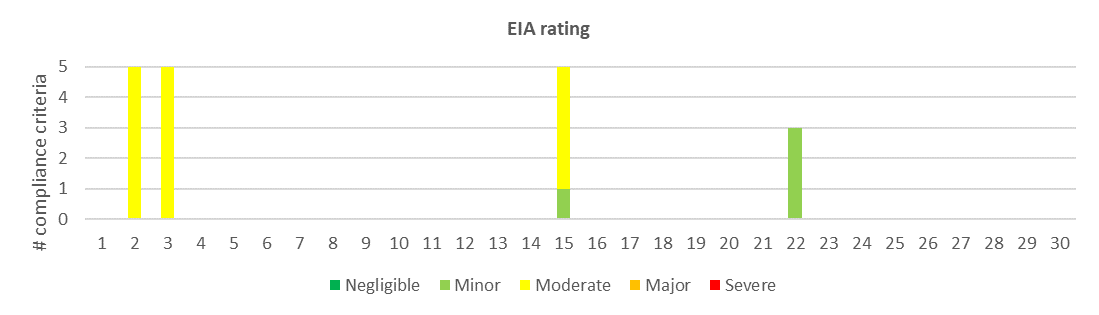 EIA rating
# compliance criteria
5
4
3
2
1
0
1 2 3 4 5 6 7 8 9 10 11 12 13 14 15 16 17 18 19 20 21 22 23 24 25 26 27 28 29 30
Negligible Minor Moderate Major Severe